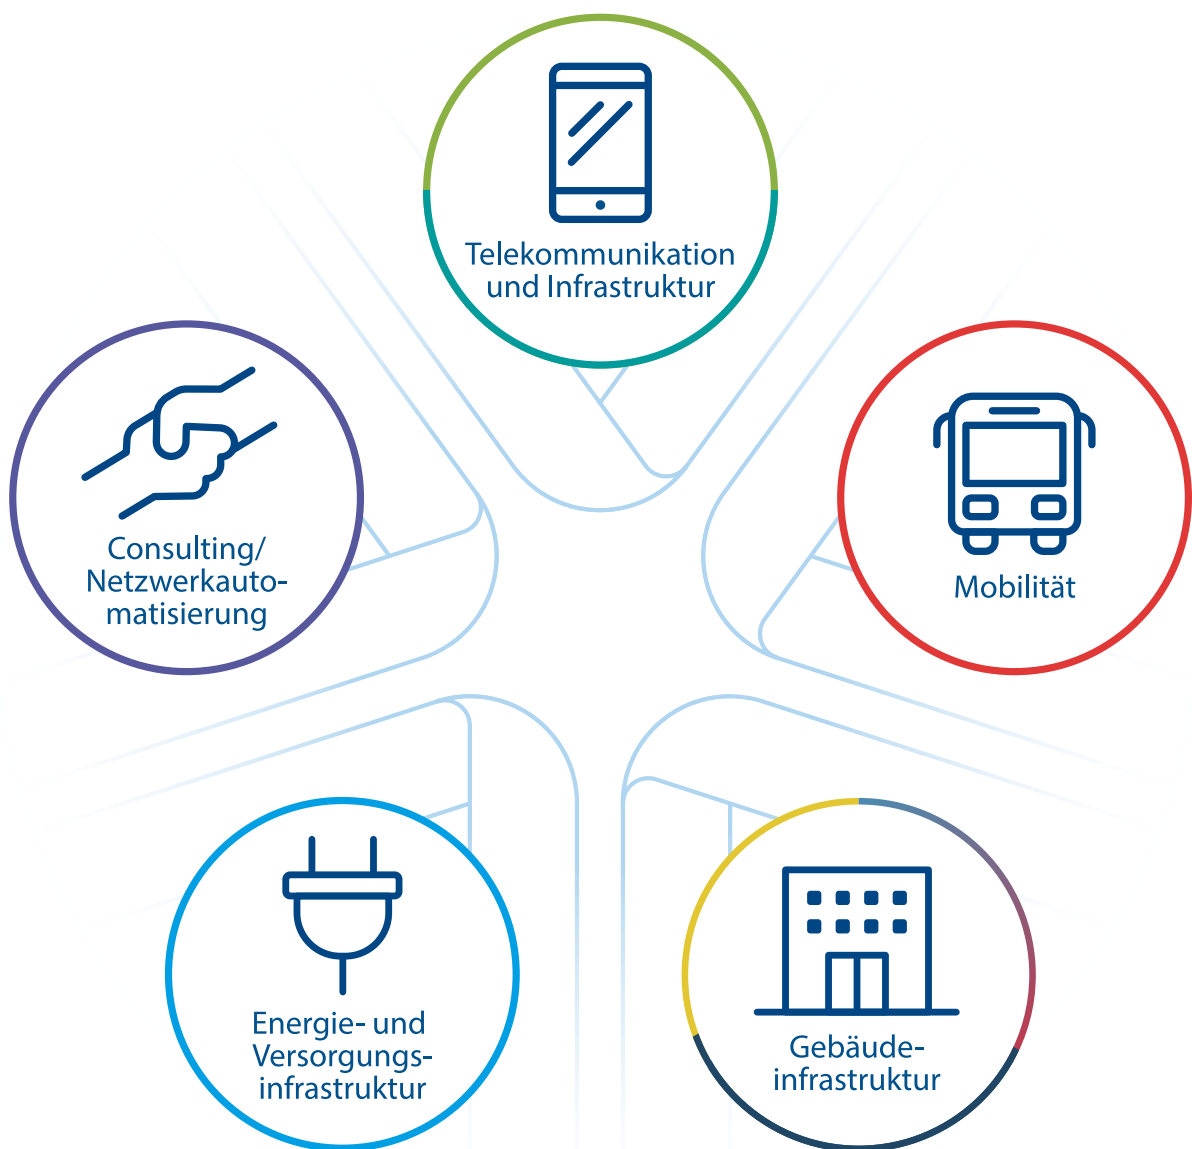 Telekommunikation
und Infrastruktur
Consulting/
Netzwerkauto-
matisierung
Mobilität
Energie- und
Versorgungs-
infrastruktur
Gebäude-
infrastruktur